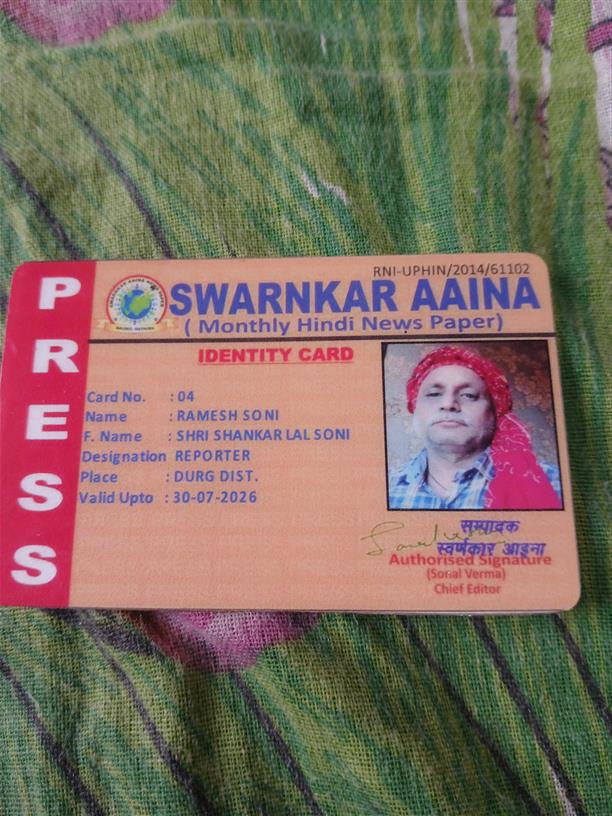 PRESS
RNI-UPHIN/2014/61102
SWARNKAR AAINA
( Monthly Hindi News Paper)
IDENTITY CARD
Card No. : 04
Name : RAMESH SONI
F. Name : SHRI SHANKAR LAL SONI
Designation REPORTER
Place : DURG DIST.
Valid Upto : 30-07-2026
सम्पादक
स्वर्णकार आइना
Authorised Signature
(Sonal Verma)
Chief Editor